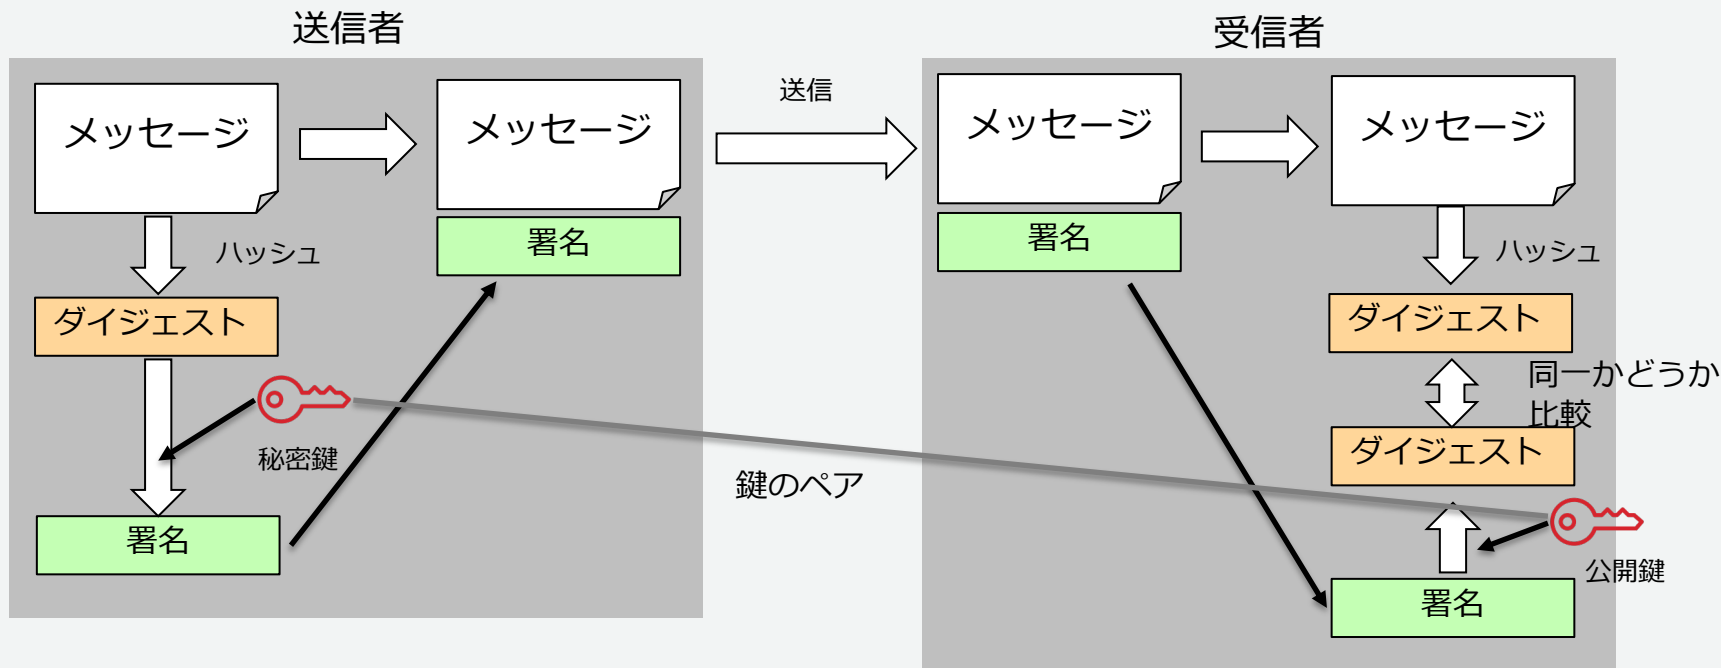 送信者
受信者
メッセージ
メッセージ
送信
メッセージ
メッセージ
署名
署名
ハッシュ
ハッシュ
ダイジェスト
ダイジェスト
同一かどうか
比較
秘密鍵
ダイジェスト
鍵のペア
署名
公開鍵
署名